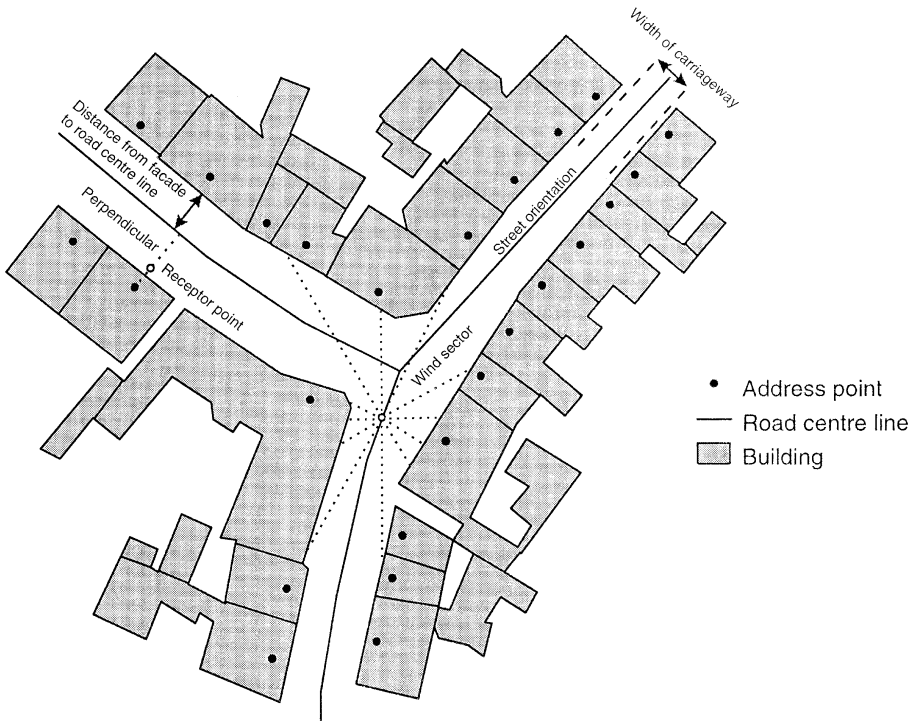 Width of carriageway
Distance from facade
to road centre line
Street orientation
Perpendicular
Receptor point
Wind sector
Address point
Road centre line
Building